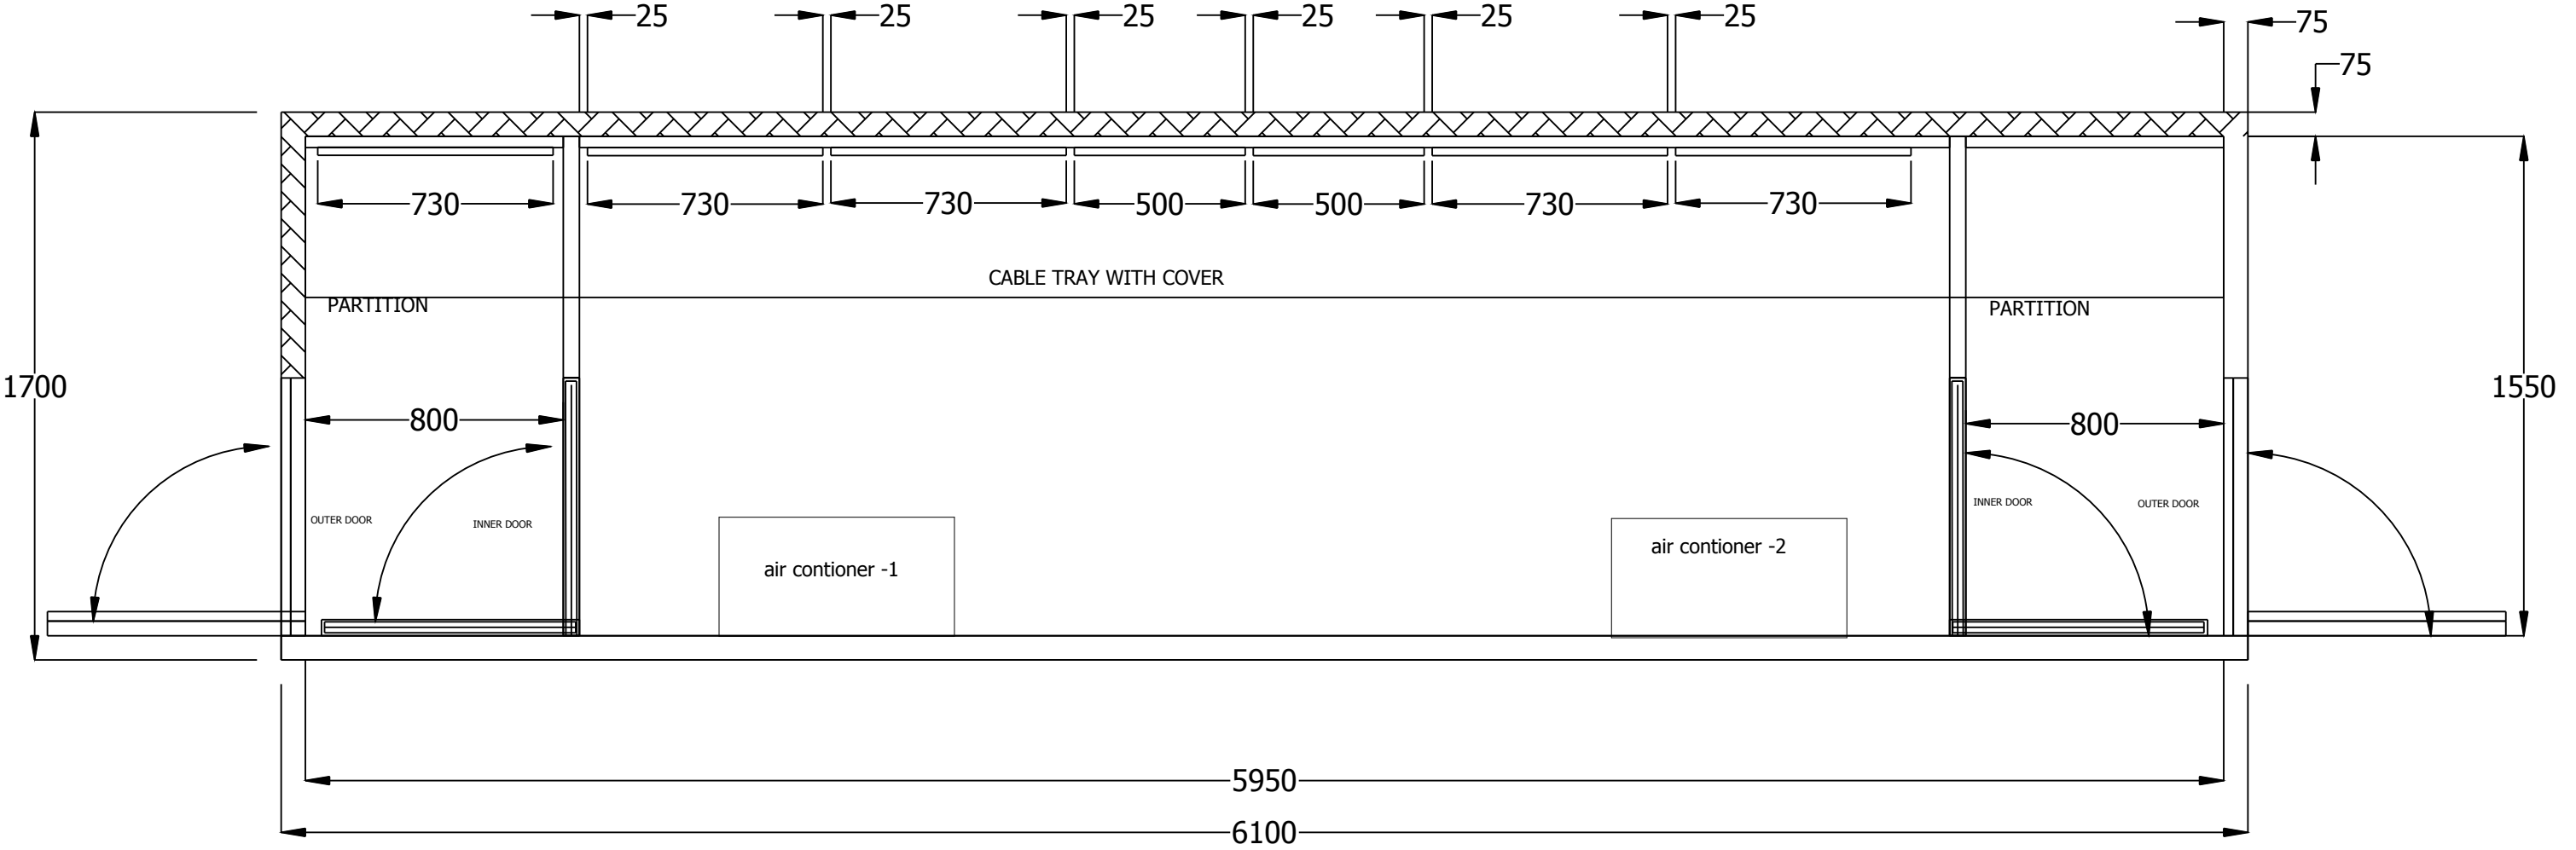 25
25
25
25
25
25
75
75
730
730
730
500
500
730
730
CABLE TRAY WITH COVER
PARTITION
PARTITION
1700
1550
800
800
OUTER DOOR
INNER DOOR
INNER DOOR
OUTER DOOR
air contioner -1
air contioner -2
5950
6100